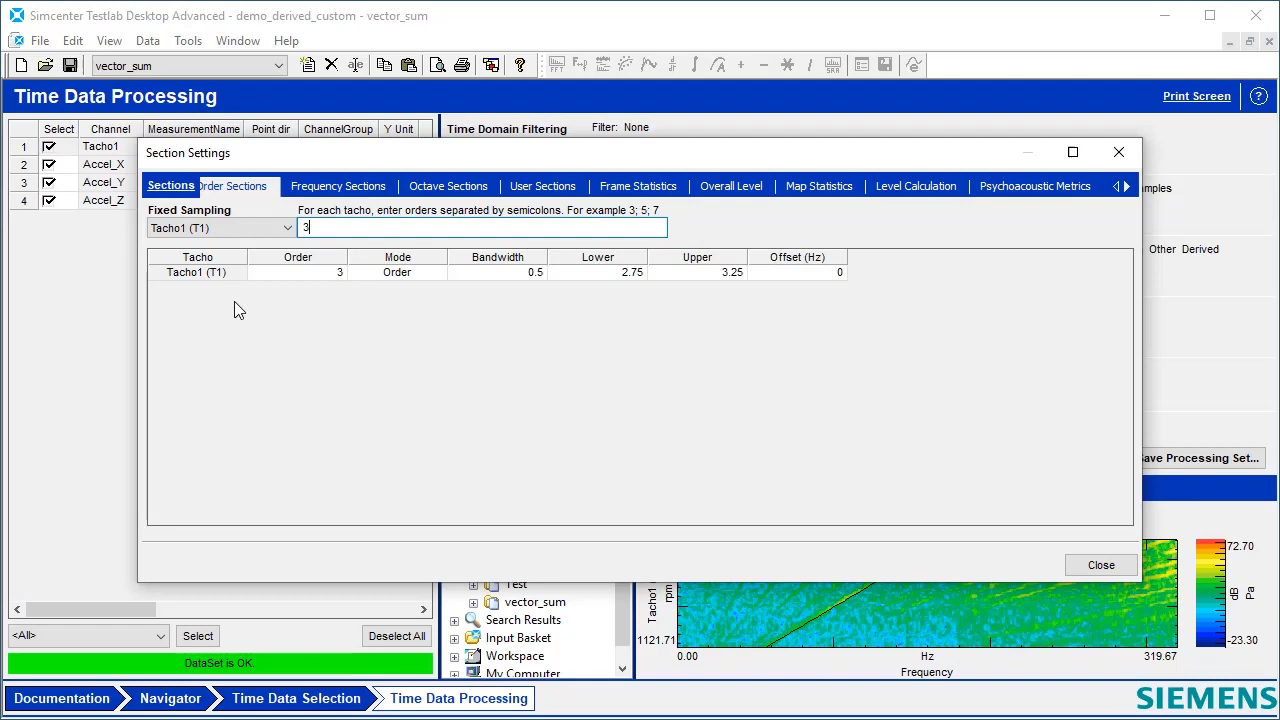 Simcenter Testlab Desktop Advanced - demo_derived_custom - vector_sum
File Edit View Data Tools Window Help
vector_sum
Time Data Processing
Print Screen
Select Channel MeasurementName Point dir ChannelGroup Y Unit
1 Tacho1
2 Accel_X
3 Accel_Y
4 Accel_Z
Time Domain Filtering Filter: None
Section Settings
Sections Order Sections Frequency Sections Octave Sections User Sections Frame Statistics Overall Level Map Statistics Level Calculation Psychoacoustic Metrics
Fixed Sampling For each tacho, enter orders separated by semicolons. For example 3; 5; 7
Tacho1 (T1) 3
Tacho Order Mode Bandwidth Lower Upper Offset (Hz)
Tacho1 (T1) 3 Order 0.5 2.75 3.25 0
Close
Other Derived
Save Processing Set...
Test
vector_sum
Search Results
Input Basket
Workspace
My Computer
Tacho1
rpm
1121.71
0.00 Hz 319.67
Frequency
72.70
dB
Pa
-23.30
<All> Select Deselect All
DataSet is OK.
Documentation Navigator Time Data Selection Time Data Processing
SIEMENS